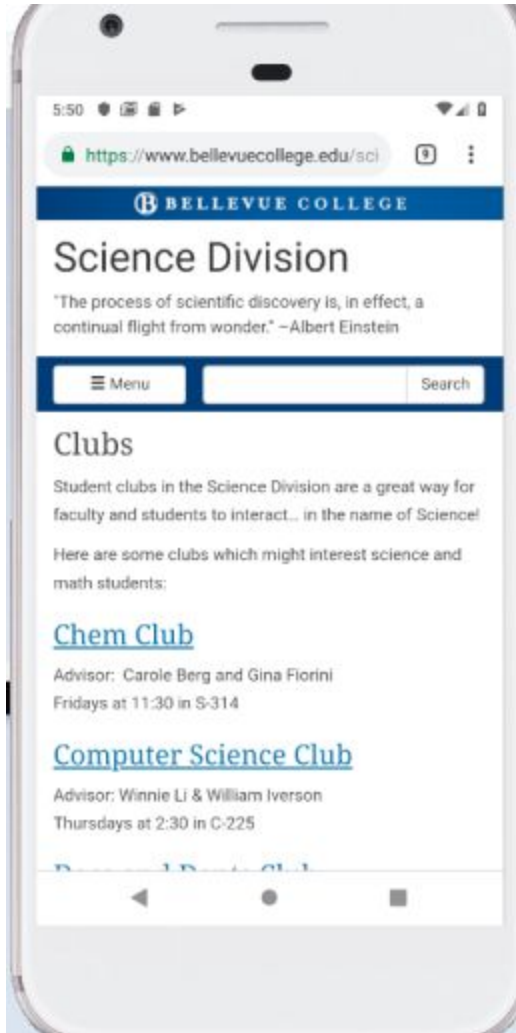 5:50
https://www.bellevuecollege.edu/sci
9
B BELLEVUE COLLEGE
Science Division
"The process of scientific discovery is, in effect, a
continual flight from wonder." –Albert Einstein
Menu
Search
Clubs
Student clubs in the Science Division are a great way for
faculty and students to interact… in the name of Science!
Here are some clubs which might interest science and
math students:
Chem Club
Advisor: Carole Berg and Gina Fiorini
Fridays at 11:30 in S-314
Computer Science Club
Advisor: Winnie Li & William Iverson
Thursdays at 2:30 in C-225